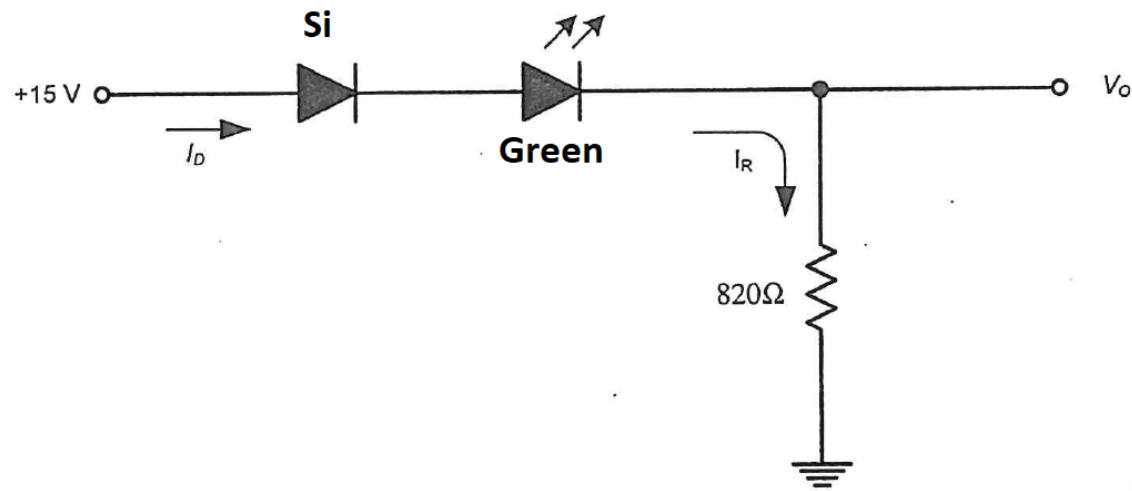 Si
+15 V
V_O
I_D
Green
I_R
820Ω